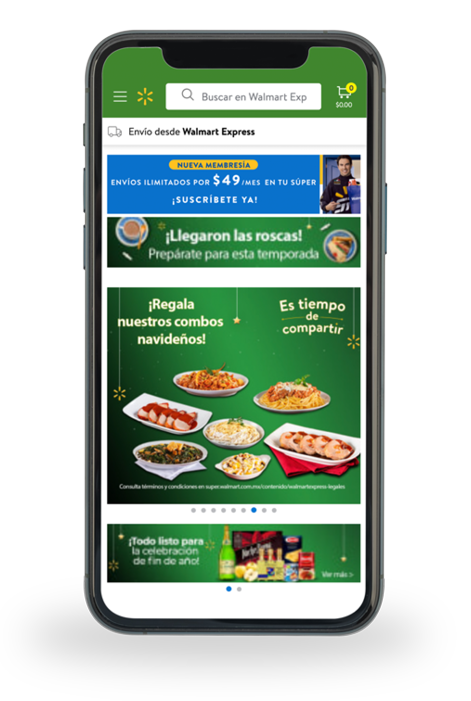 Buscar en Walmart Exp
0
$0.00
Envío desde Walmart Express
NUEVA MEMBRESÍA
ENVÍOS ILIMITADOS POR $49/MES EN TU SÚPER
¡SUSCRÍBETE YA!
¡Llegaron las roscas!
Prepárate para esta temporada
¡Regala
nuestros combos
navideños!
Es tiempo
de
compartir
Consulta términos y condiciones en super.walmart.com.mx/contenido/walmartexpress-legales
¡Todo listo para
la celebración
de fin de año!
Ver más >